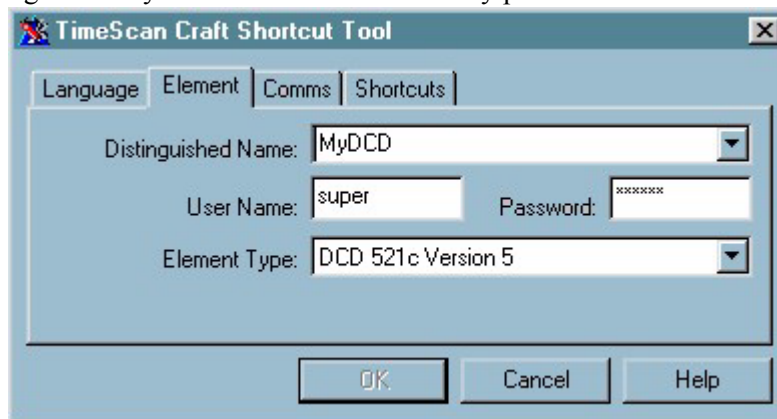 TimeScan Craft Shortcut Tool
Language Element Comms Shortcuts
Distinguished Name: MyDCD
User Name: super Password: ××××××
Element Type: DCD 521c Version 5
OK Cancel Help